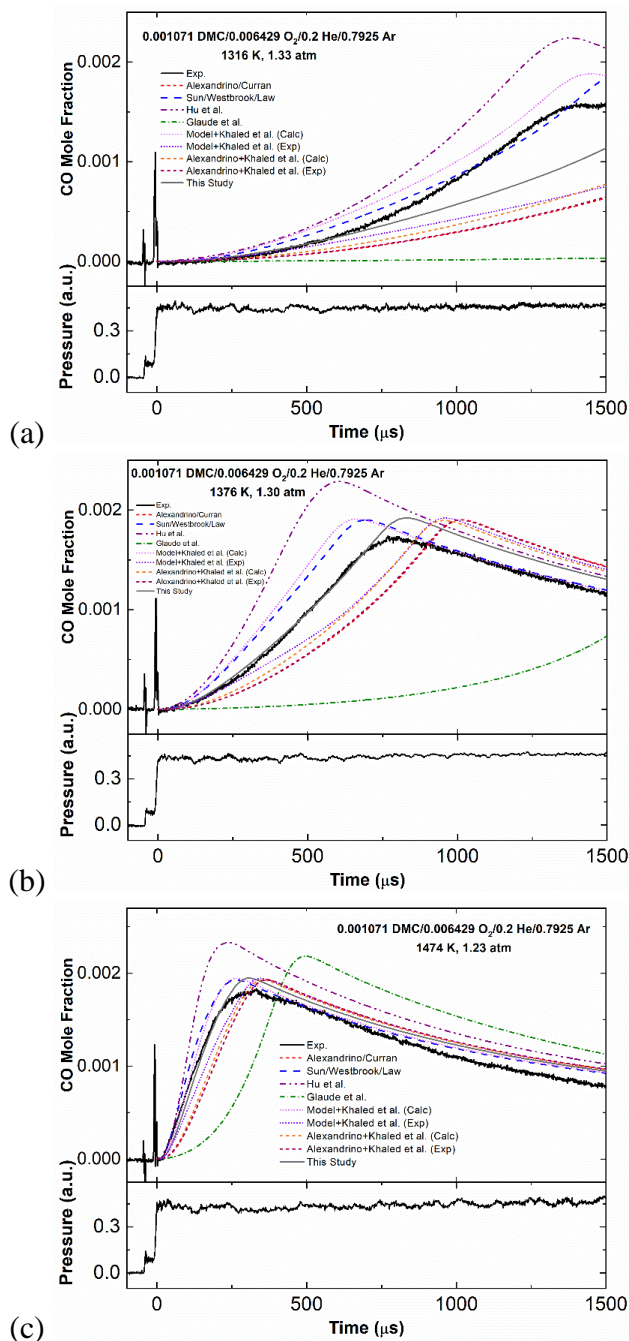 0.001071 DMC/0.006429 O₂/0.2 He/0.7925 Ar
1316 K, 1.33 atm
Exp.
Alexandrino/Curran
Sun/Westbrook/Law
Hu et al.
Glaude et al.
Model+Khaled et al. (Calc)
Model+Khaled et al. (Exp)
Alexandrino+Khaled et al. (Calc)
Alexandrino+Khaled et al. (Exp)
This Study
CO Mole Fraction
0.002
0.001
0.000
Pressure (a.u.)
0.3
0.0
0
500
1000
1500
Time (μs)
(a)
0.001071 DMC/0.006429 O₂/0.2 He/0.7925 Ar
1376 K, 1.30 atm
Exp.
Alexandrino/Curran
Sun/Westbrook/Law
Hu et al.
Glaude et al.
Model+Khaled et al. (Calc)
Model+Khaled et al. (Exp)
Alexandrino+Khaled et al. (Calc)
Alexandrino+Khaled et al. (Exp)
This Study
CO Mole Fraction
0.002
0.001
0.000
Pressure (a.u.)
0.3
0.0
0
500
1000
1500
Time (μs)
(b)
0.001071 DMC/0.006429 O₂/0.2 He/0.7925 Ar
1474 K, 1.23 atm
CO Mole Fraction
0.002
0.001
0.000
Exp.
Alexandrino/Curran
Sun/Westbrook/Law
Hu et al.
Glaude et al.
Model+Khaled et al. (Calc)
Model+Khaled et al. (Exp)
Alexandrino+Khaled et al. (Calc)
Alexandrino+Khaled et al. (Exp)
This Study
Pressure (a.u.)
0.3
0.0
0
500
1000
1500
Time (μs)
(c)